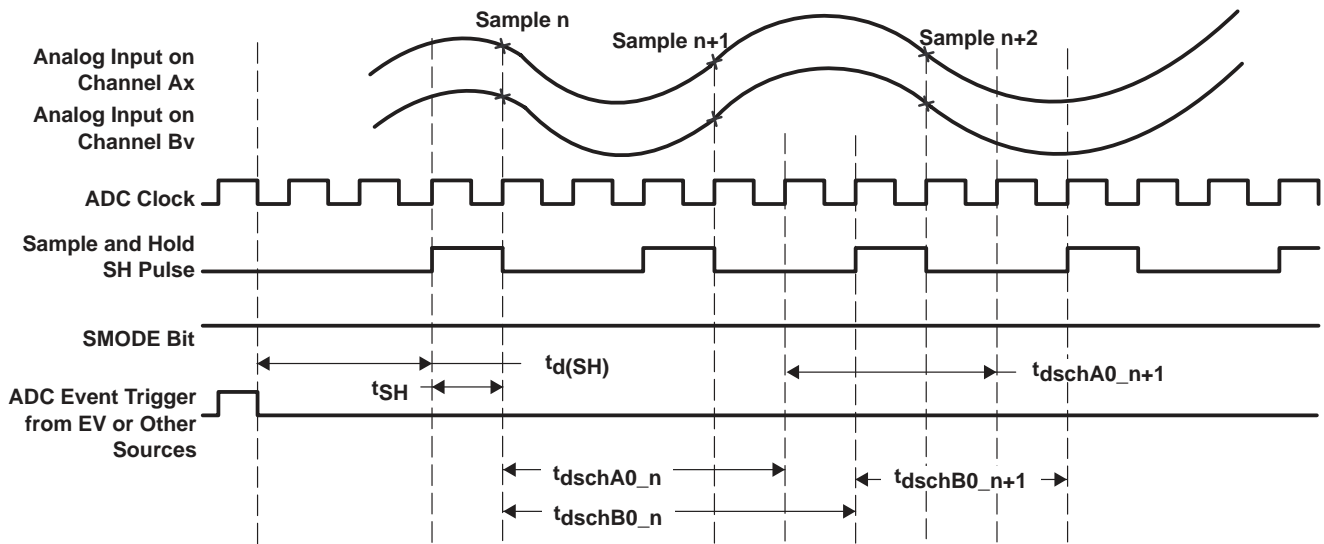 Sample n
Sample n+1
Sample n+2
Analog Input on
Channel Ax
Analog Input on
Channel Bv
ADC Clock
Sample and Hold
SH Pulse
SMODE Bit
td(SH)
tSH
tdschA0_n+1
ADC Event Trigger
from EV or Other
Sources
tdschA0_n
tdschB0_n+1
tdschB0_n